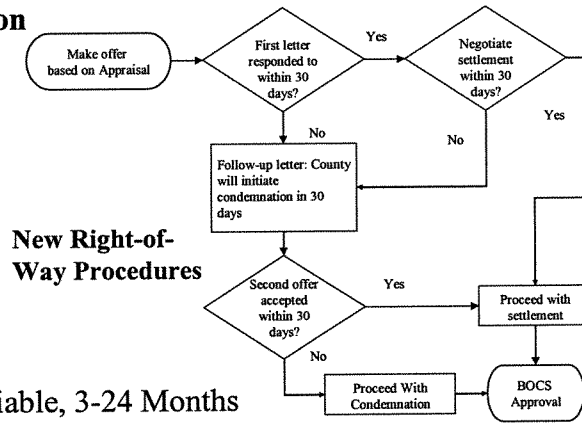 on
Make offer
based on Appraisal
First letter
responded to
within 30
days?
Yes
Negotiate
settlement
within 30
days?
Yes
No
No
Follow-up letter: County
will initiate
condemnation in 30
days
New Right-of-
Way Procedures
Second offer
accepted
within 30
days?
Yes
Proceed with
settlement
No
Proceed With
Condemnation
BOCS
Approval
iable, 3-24 Months